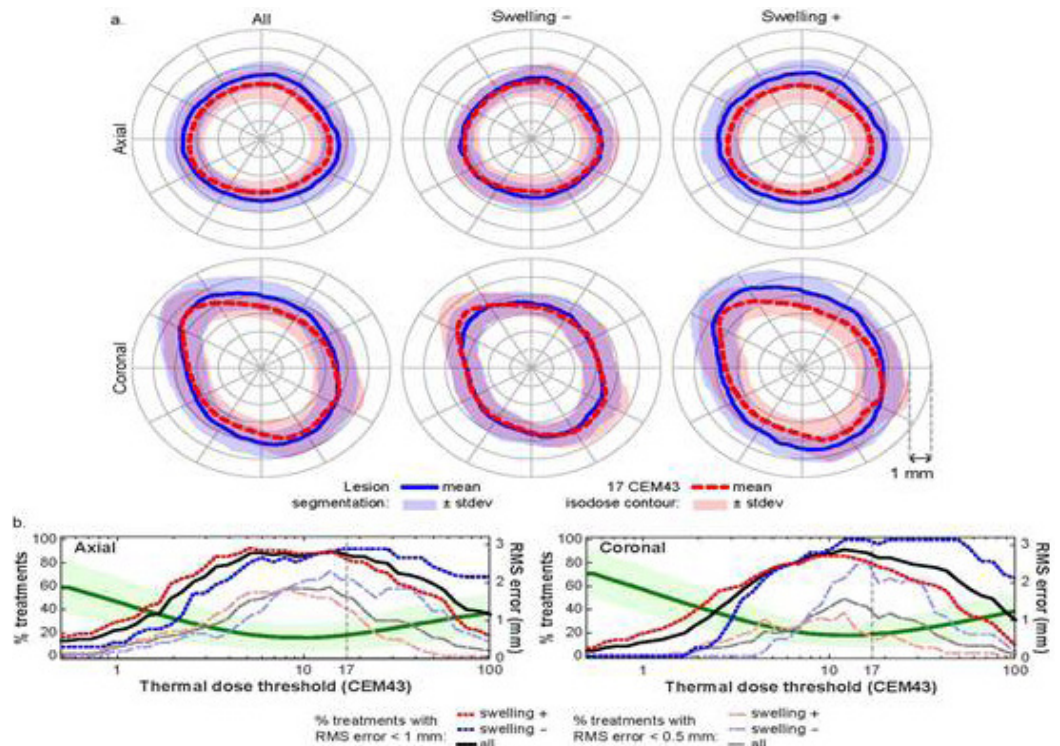 a.
All
Swelling −
Swelling +
Axial
Coronal
1 mm
Lesion segmentation: mean ± stdev
17 CEM43 isodose contour: mean ± stdev
b.
Axial
% treatments
100
80
60
40
20
0
3
2
1
0
RMS error (mm)
1
10
17
100
Thermal dose threshold (CEM43)
Coronal
% treatments
100
80
60
40
20
0
3
2
1
0
RMS error (mm)
1
10
17
100
Thermal dose threshold (CEM43)
% treatments with RMS error < 1 mm:
swelling +
swelling −
all
% treatments with RMS error < 0.5 mm:
swelling +
swelling −
all